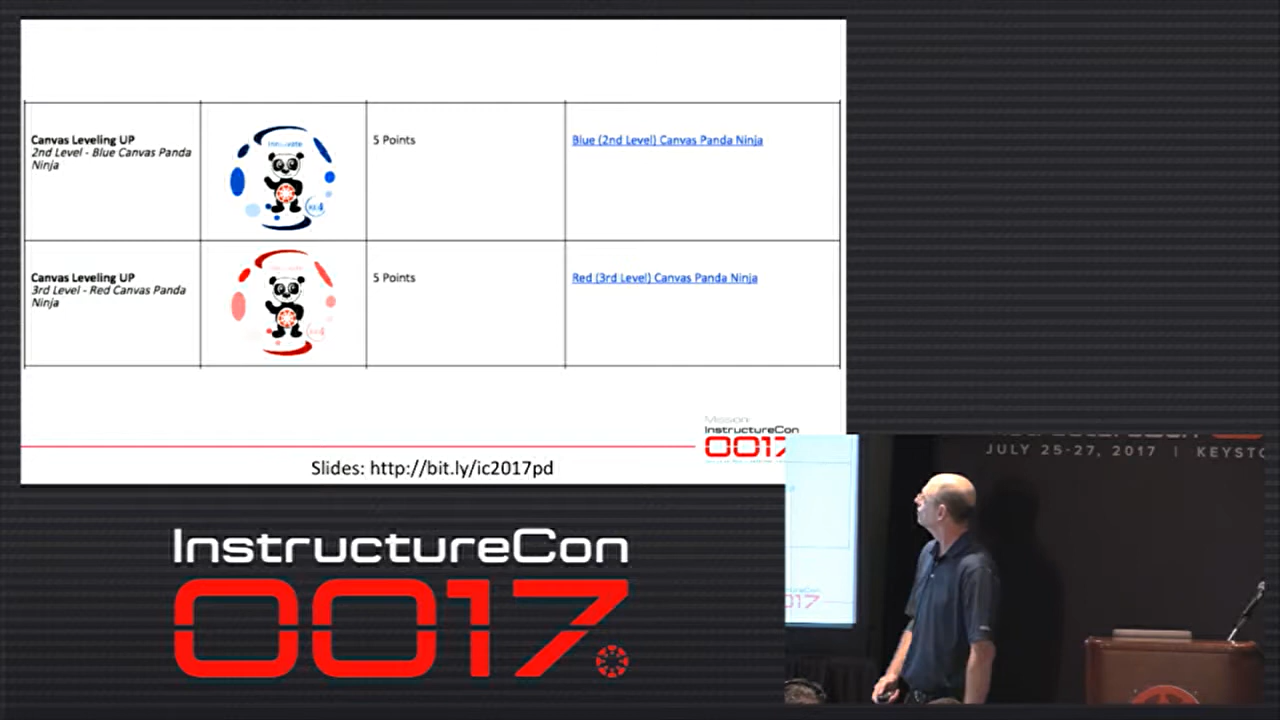 Canvas Leveling UP
2nd Level - Blue Canvas Panda
Ninja
5 Points
Blue (2nd Level) Canvas Panda Ninja
Canvas Leveling UP
3rd Level - Red Canvas Panda
Ninja
5 Points
Red (3rd Level) Canvas Panda Ninja
Mission:
InstructureCon
0017
Slides: http://bit.ly/ic2017pd
JULY 25-27, 2017 | KEYSTO
InstructureCon
0017